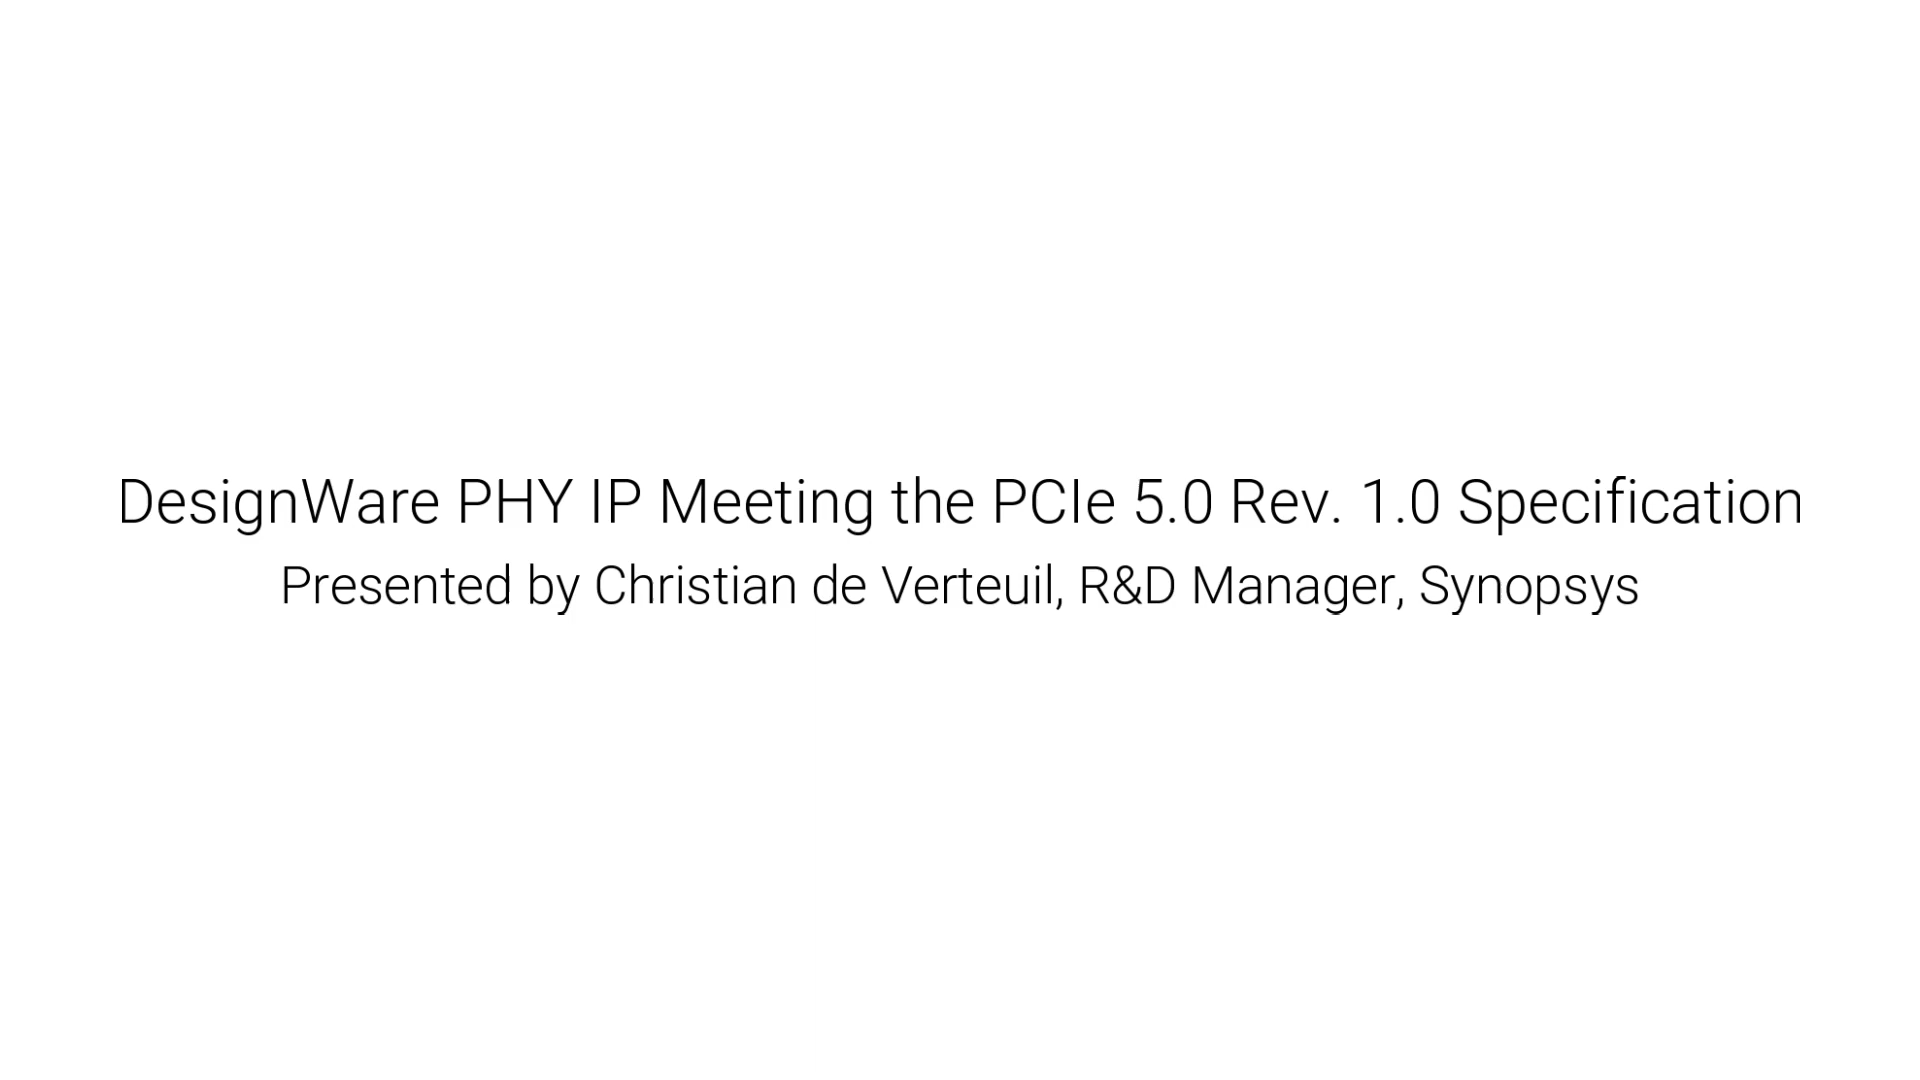 DesignWare PHY IP Meeting the PCIe 5.0 Rev. 1.0 Specification
Presented by Christian de Verteuil, R&D Manager, Synopsys